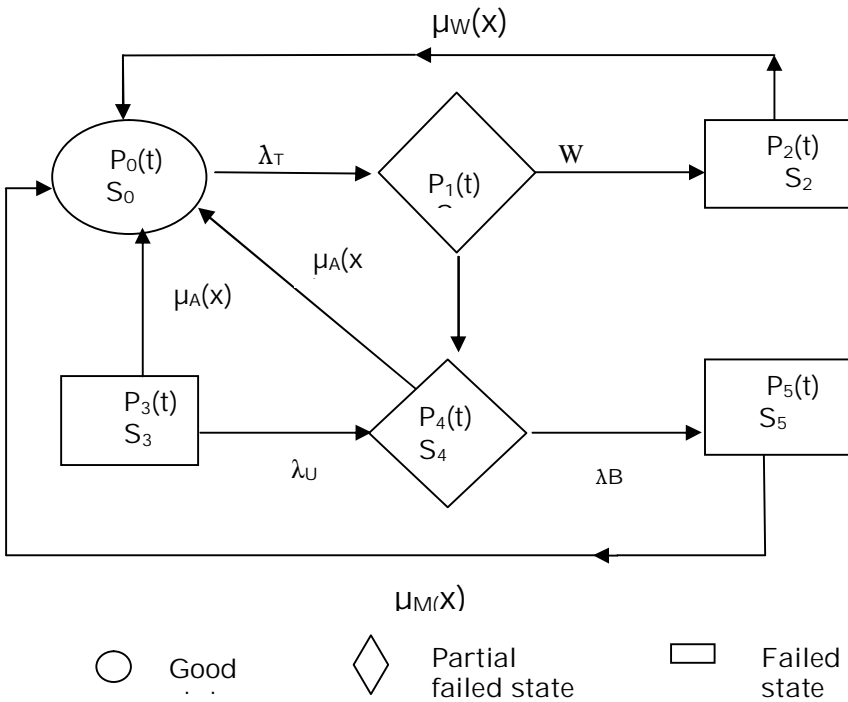 μW(x)
P0(t)
S0
λT
P1(t)
W
P2(t)
S2
μA(x
μA(x)
P3(t)
S3
λU
P4(t)
S4
λB
P5(t)
S5
μM(x)
Good
Partial
failed state
Failed
state